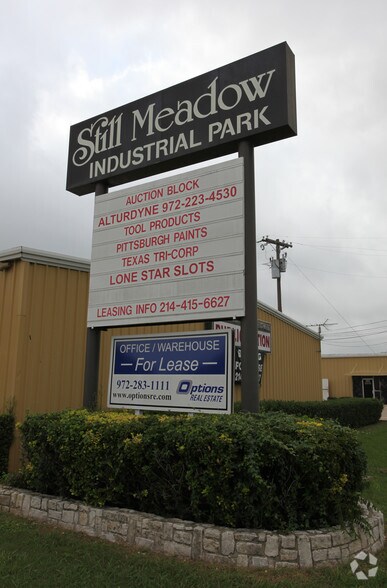 Still Meadow
INDUSTRIAL PARK
AUCTION BLOCK
ALTURDYNE 972-223-4530
TOOL PRODUCTS
PITTSBURGH PAINTS
TEXAS TRI-CORP
LONE STAR SLOTS
LEASING INFO 214-415-6627
OFFICE / WAREHOUSE
— For Lease —
972-283-1111
www.optionsre.com
Options
REAL ESTATE